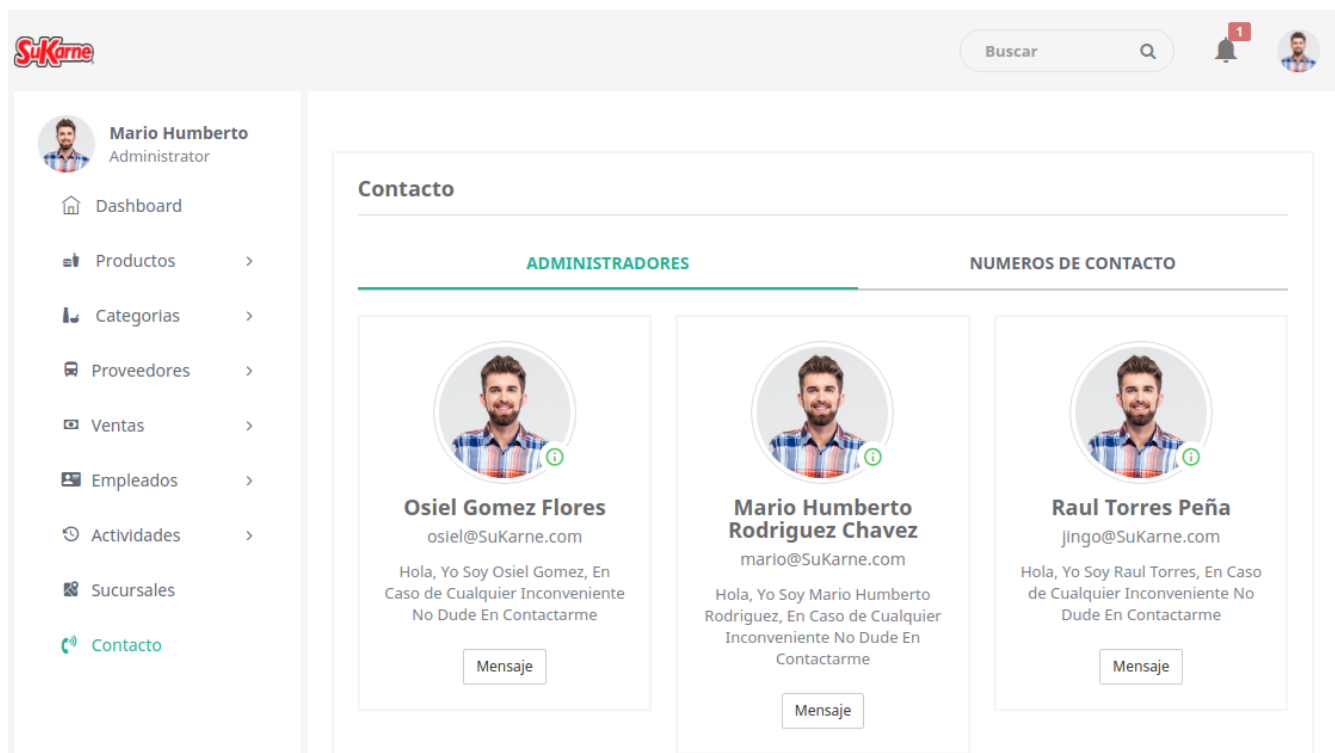 SuKarne
Buscar
1
Mario Humberto
Administrator
Dashboard
Productos
Categorias
Proveedores
Ventas
Empleados
Actividades
Sucursales
Contacto
Contacto
ADMINISTRADORES
NUMEROS DE CONTACTO
Osiel Gomez Flores
osiel@SuKarne.com
Hola, Yo Soy Osiel Gomez, En
Caso de Cualquier Inconveniente
No Dude En Contactarme
Mensaje
Mario Humberto
Rodriguez Chavez
mario@SuKarne.com
Hola, Yo Soy Mario Humberto
Rodriguez, En Caso de Cualquier
Inconveniente No Dude En
Contactarme
Mensaje
Raul Torres Peña
jingo@SuKarne.com
Hola, Yo Soy Raul Torres, En Caso
de Cualquier Inconveniente No
Dude En Contactarme
Mensaje